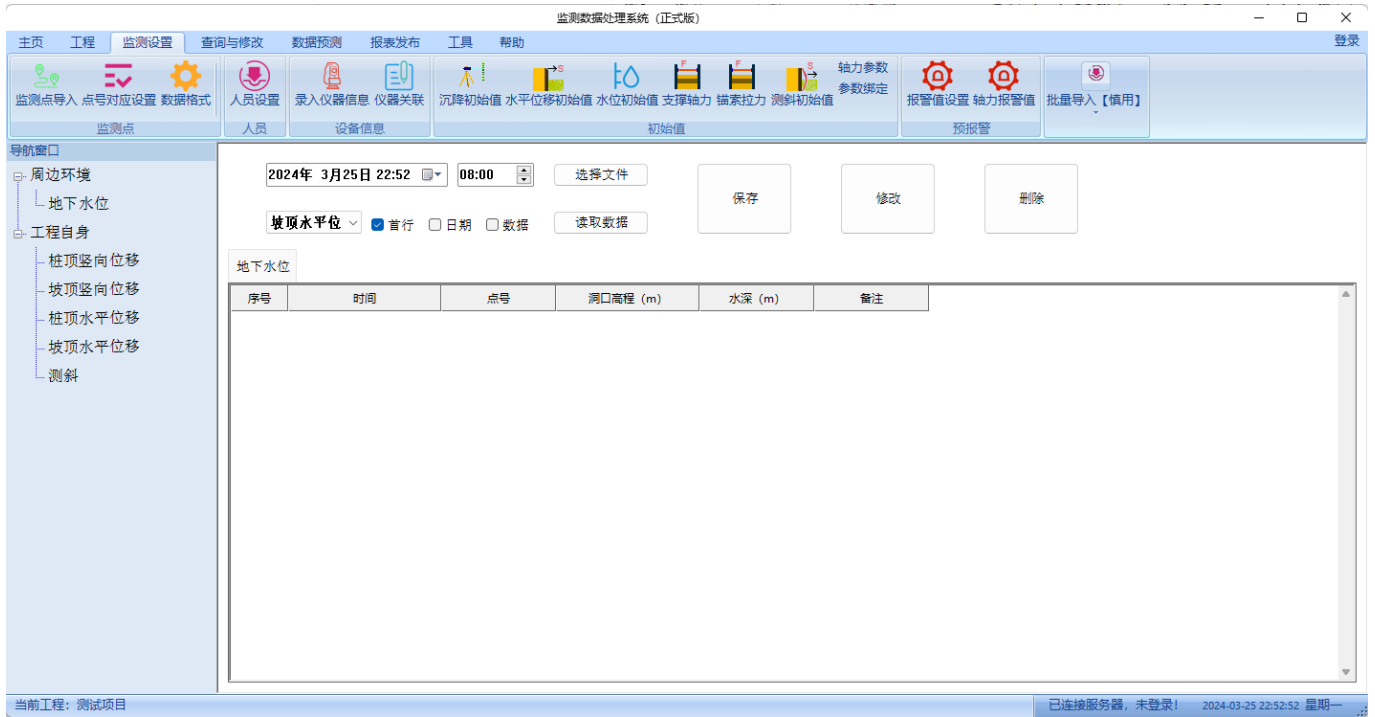 监测数据处理系统（正式版）
主页 工程 监测设置 查询与修改 数据预测 报表发布 工具 帮助 登录
轴力参数
参数绑定
监测点导入 点号对应设置 数据格式 人员设置 录入仪器信息 仪器关联 沉降初始值 水平位移初始值 水位初始值 支撑轴力 锚索拉力 测斜初始值 报警值设置 轴力报警值 批量导入【慎用】
监测点 人员 设备信息 初始值 预报警
导航窗口
周边环境
地下水位
工程自身
桩顶竖向位移
坡顶竖向位移
桩顶水平位移
坡顶水平位移
测斜
2024年 3月25日 22:52 08:00 选择文件
保存 修改 删除
坡顶水平位 首行 日期 数据 读取数据
地下水位
序号 时间 点号 洞口高程（m） 水深（m） 备注
当前工程：测试项目 已连接服务器，未登录！ 2024-03-25 22:52:52 星期一